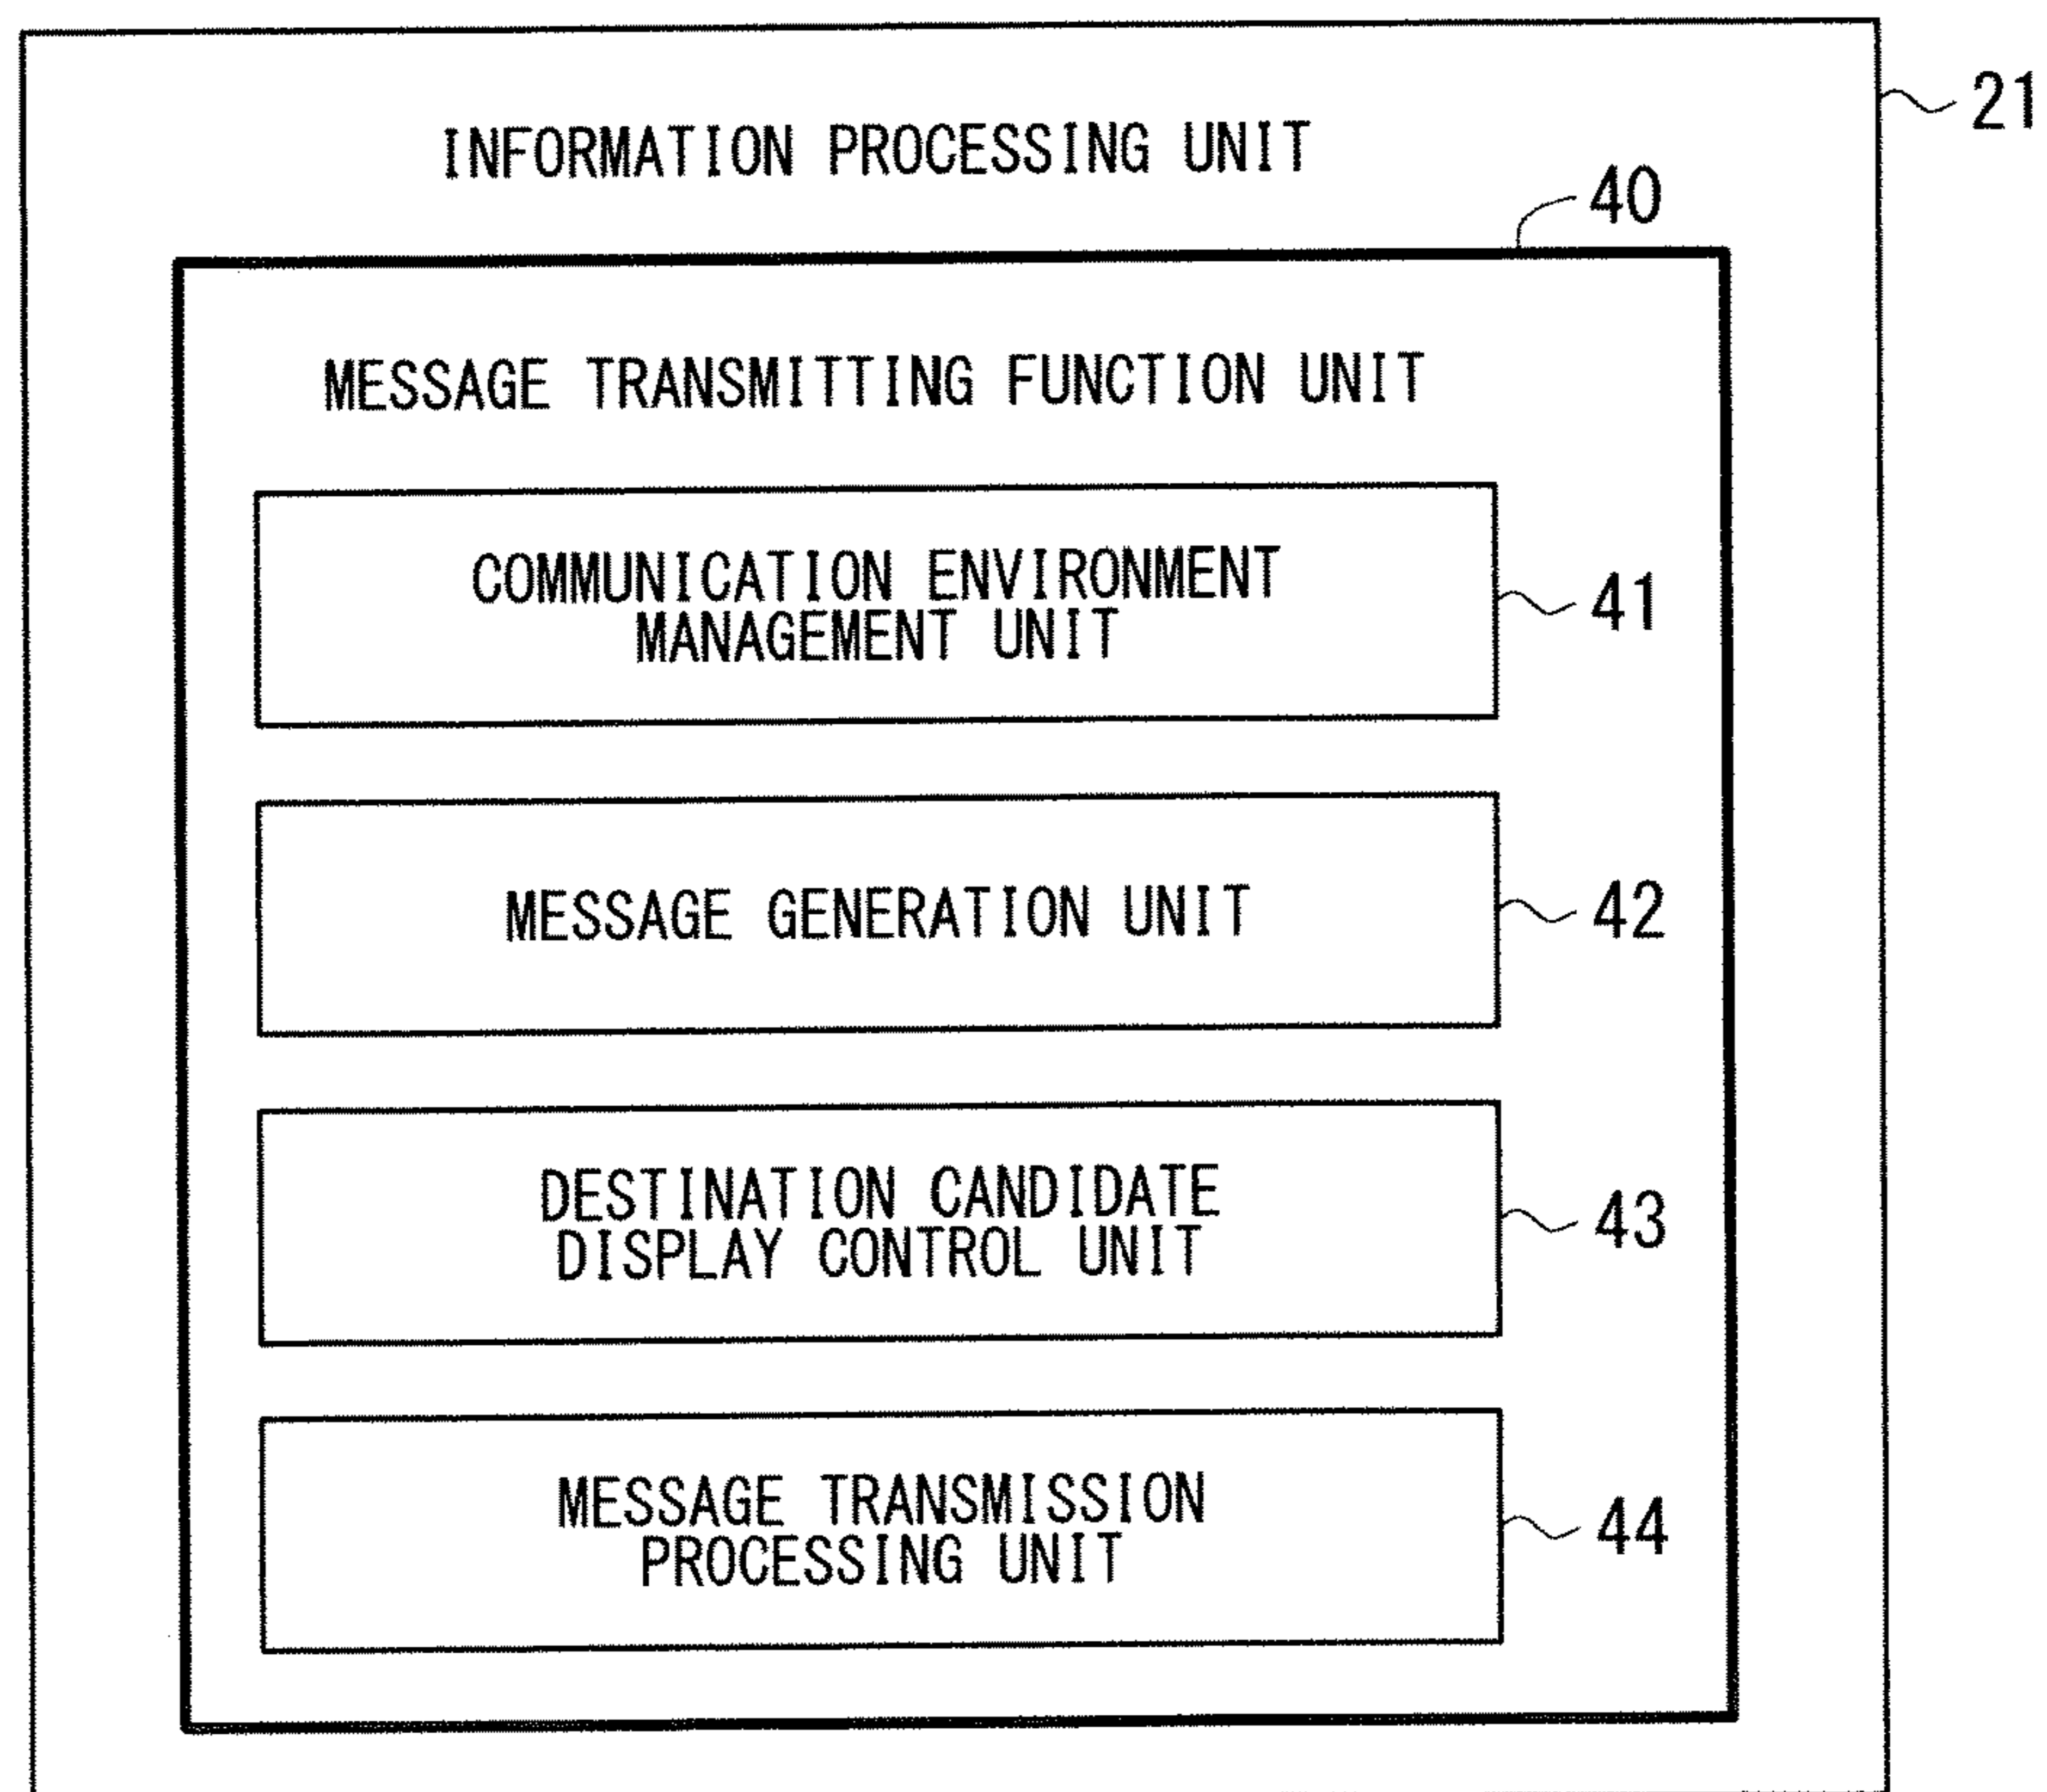 21
INFORMATION PROCESSING UNIT
40
MESSAGE TRANSMITTING FUNCTION UNIT
COMMUNICATION ENVIRONMENT
MANAGEMENT UNIT
41
MESSAGE GENERATION UNIT
42
DESTINATION CANDIDATE
DISPLAY CONTROL UNIT
43
MESSAGE TRANSMISSION
PROCESSING UNIT
44